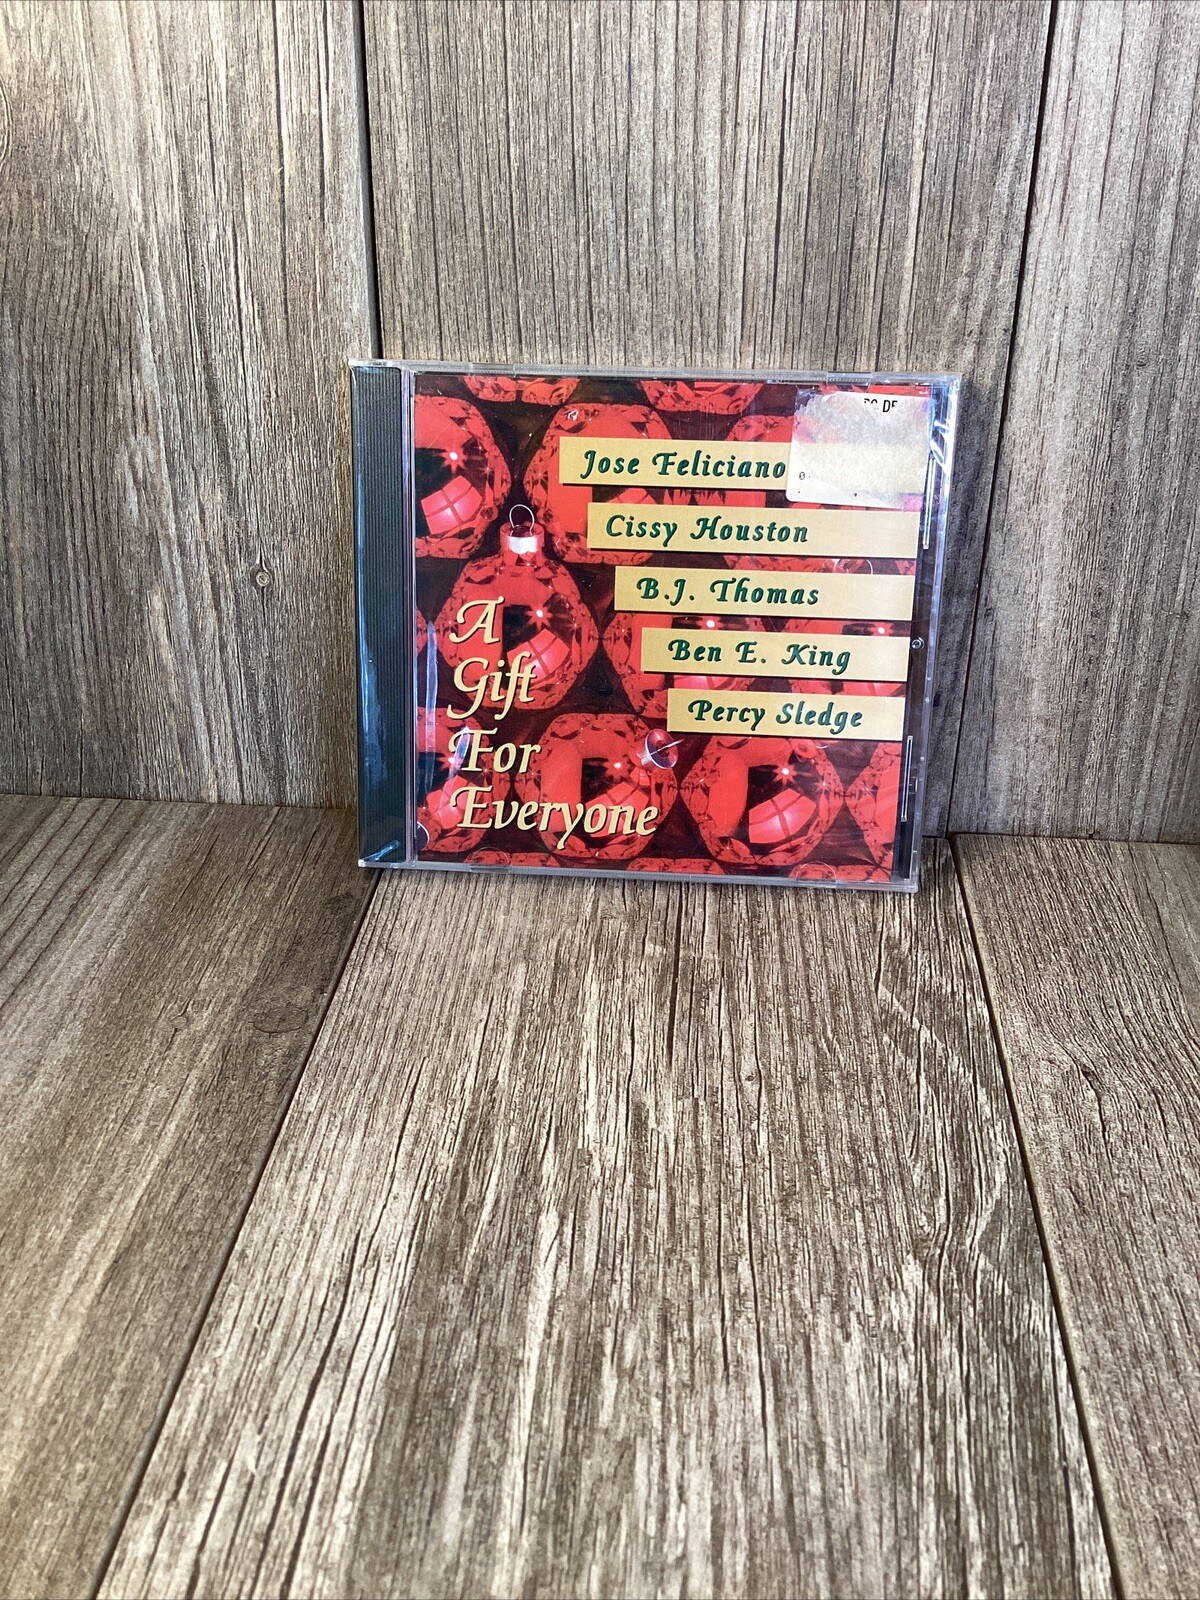 Jose Feliciano
Cissy Houston
B.J. Thomas
Ben E. King
Percy Sledge
A
Gift
For
Everyone